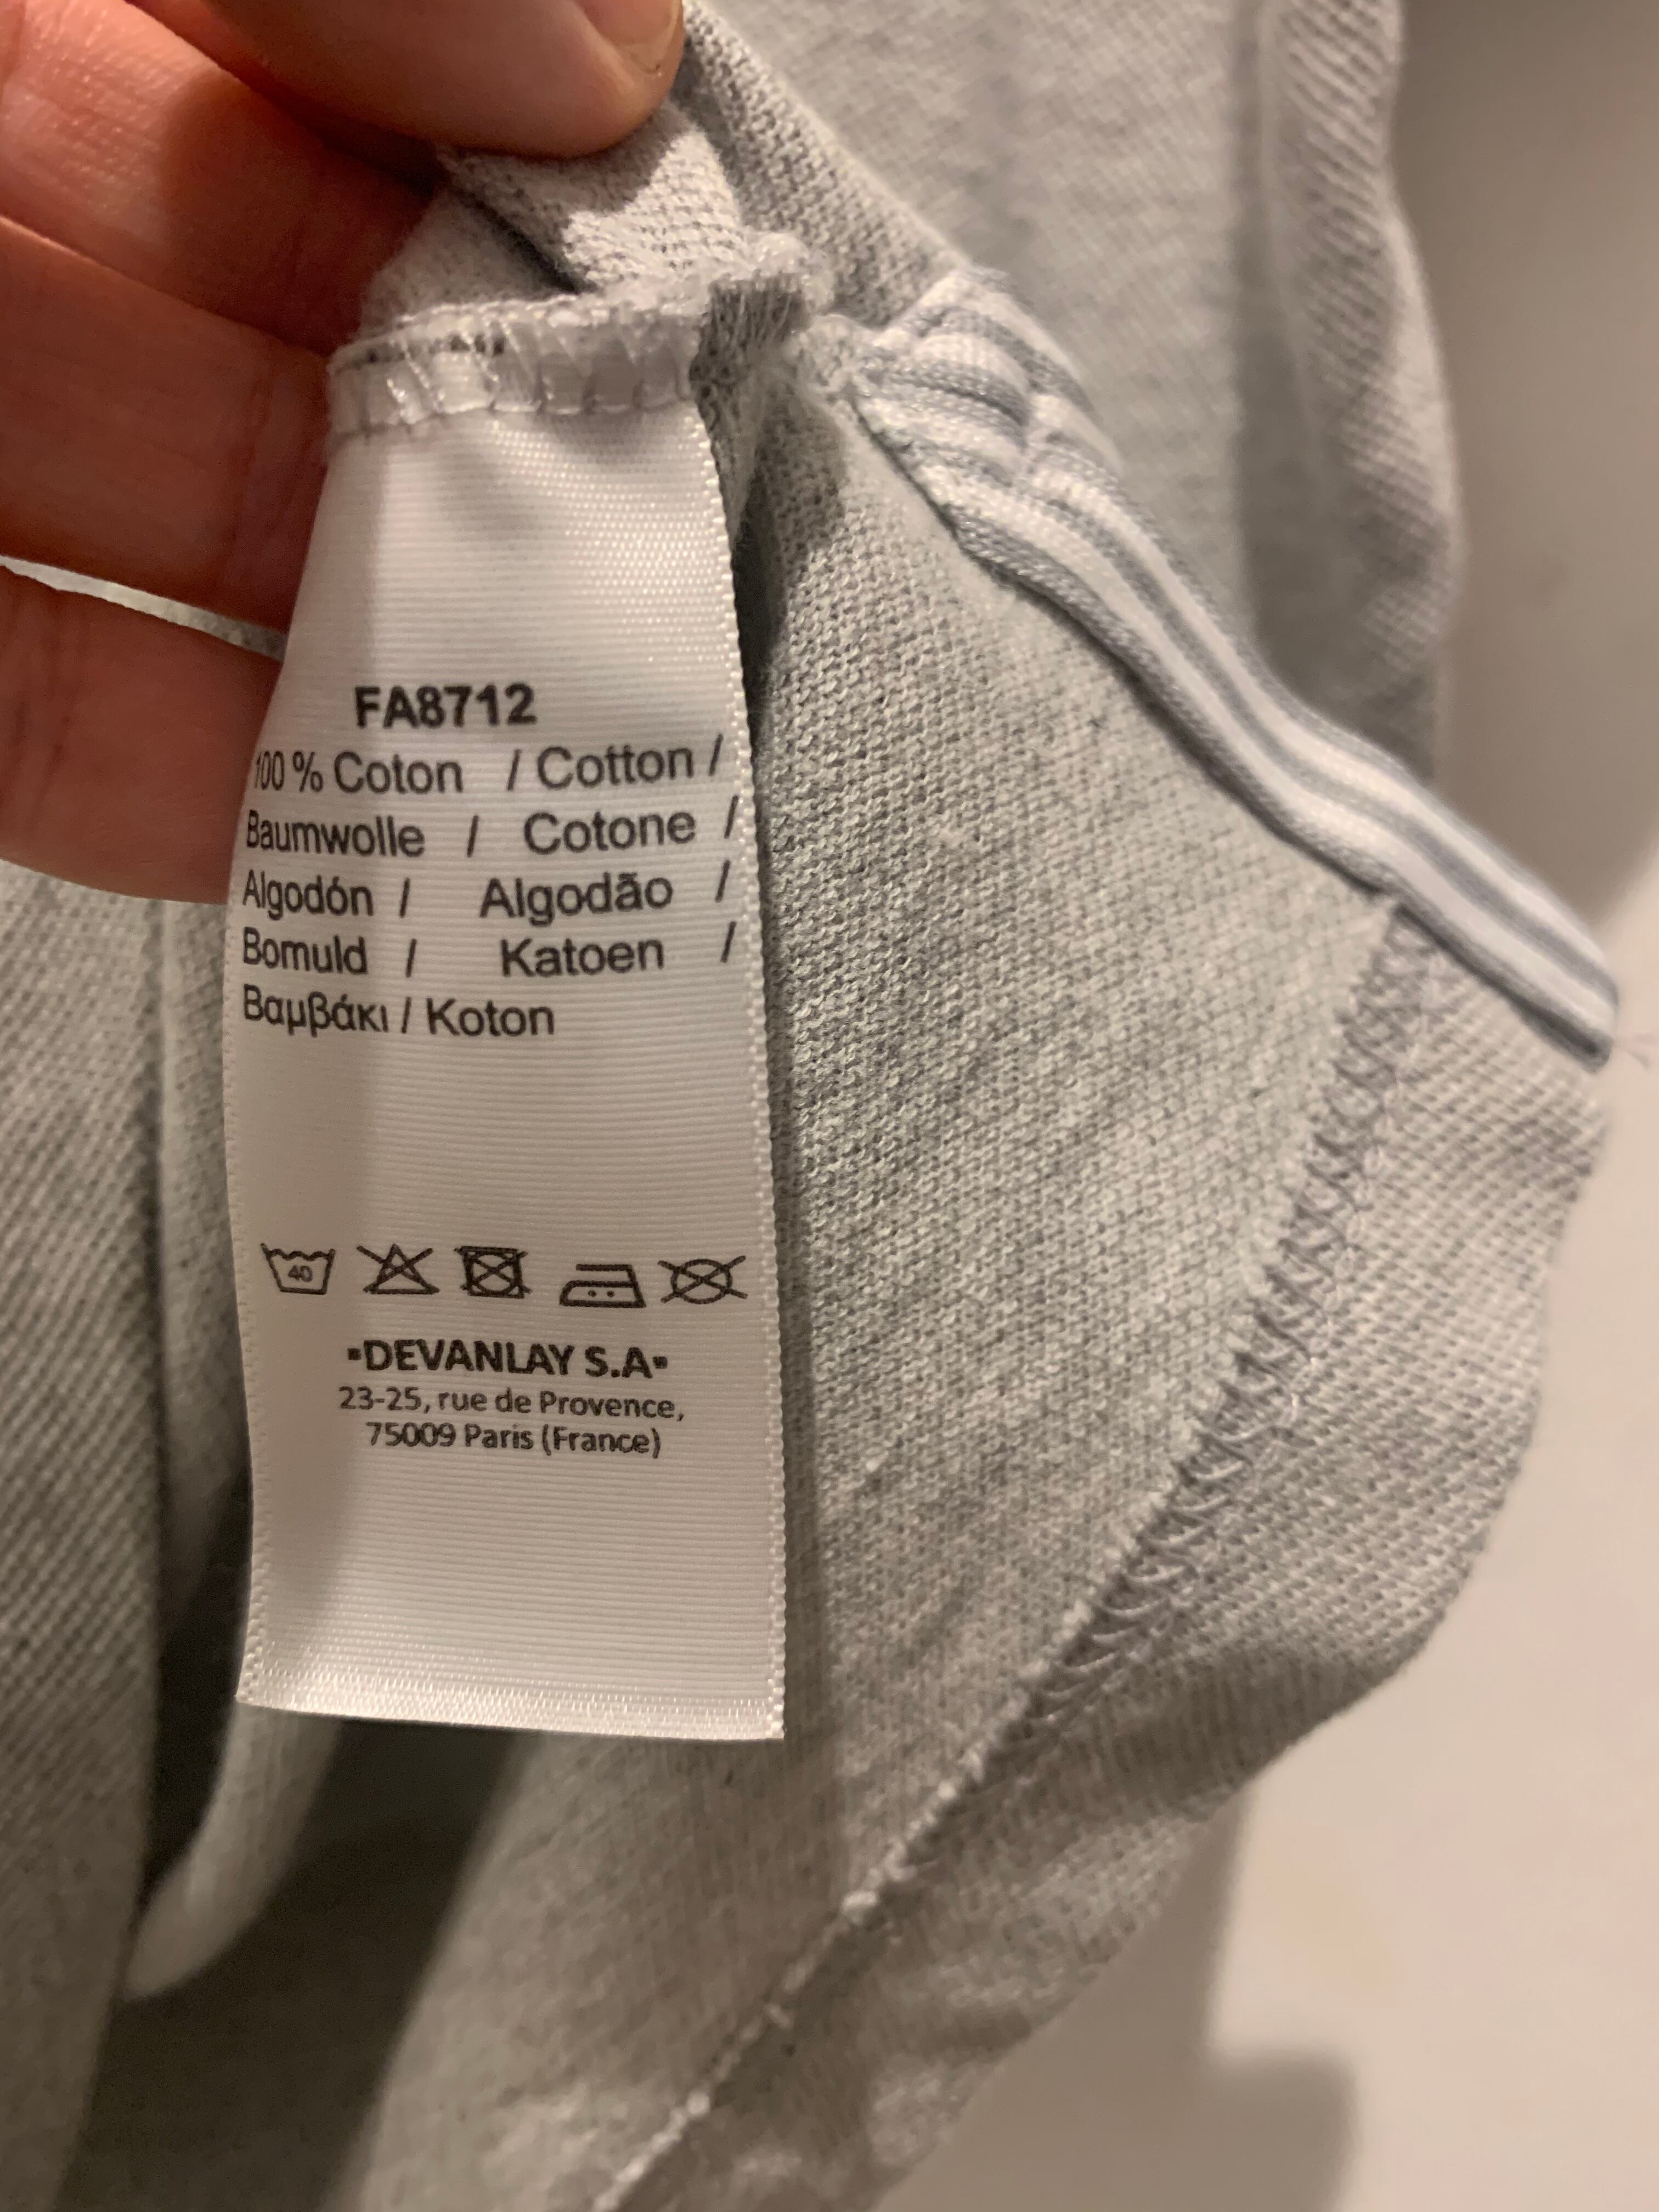 FA8712
100 % Coton / Cotton /
Baumwolle / Cotone /
Algodón / Algodão /
Bomuld / Katoen /
Βαμβάκι / Koton
40
▪DEVANLAY S.A▪
23-25, rue de Provence,
75009 Paris (France)